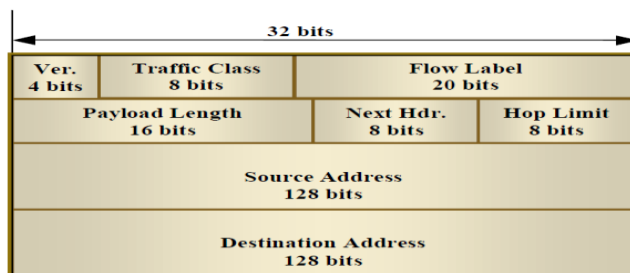 32 bits
Ver. Traffic Class Flow Label
4 bits 8 bits 20 bits
Payload Length Next Hdr. Hop Limit
16 bits 8 bits 8 bits
Source Address
128 bits
Destination Address
128 bits